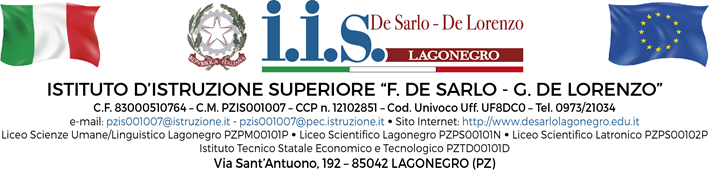 i.i.s. De Sarlo - De Lorenzo
LAGONEGRO
REPVBBLICA ITALIANA
ISTITUTO D'ISTRUZIONE SUPERIORE “F. DE SARLO - G. DE LORENZO”
C.F. 83000510764 – C.M. PZIS001007 – CCP n. 12102851 – Cod. Univoco Uff. UF8DC0 – Tel. 0973/21034
e-mail: pzis001007@istruzione.it - pzis001007@pec.istruzione.it • Sito Internet: http://www.desarlolagonegro.edu.it
Liceo Scienze Umane/Linguistico Lagonegro PZPM00101P • Liceo Scientifico Lagonegro PZPS00101N • Liceo Scientifico Latronico PZPS00102P
Istituto Tecnico Statale Economico e Tecnologico PZTD00101D
Via Sant'Antuono, 192 – 85042 LAGONEGRO (PZ)